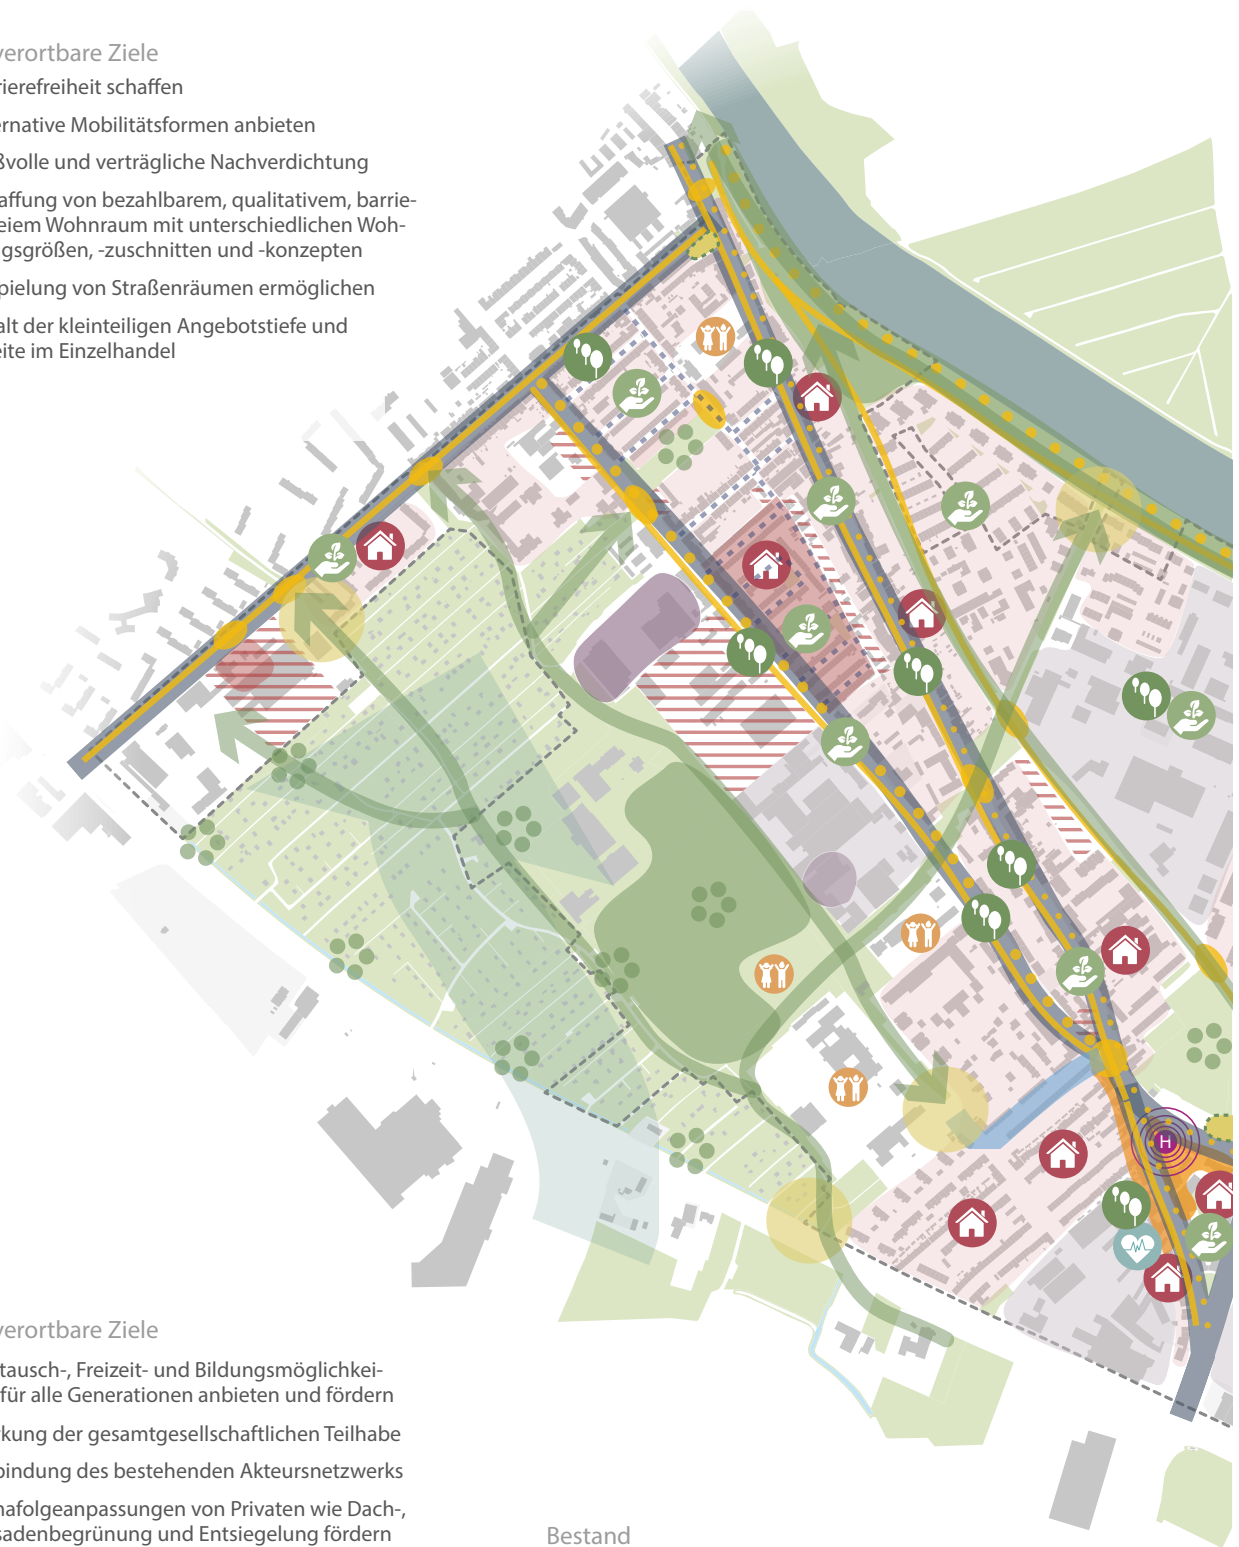 verortbare Ziele
rierefreiheit schaffen
ernative Mobilitätsformen anbieten
ßvolle und verträgliche Nachverdichtung
affung von bezahlbarem, qualitativem, barrie-
eiem Wohnraum mit unterschiedlichen Woh-
gsgrößen, -zuschnitten und -konzepten
pielung von Straßenräumen ermöglichen
alt der kleinteiligen Angebotstiefe und
eite im Einzelhandel
H
verortbare Ziele
tausch-, Freizeit- und Bildungsmöglichkei-
für alle Generationen anbieten und fördern
rkung der gesamtgesellschaftlichen Teilhabe
bindung des bestehenden Akteursnetzwerks
nafolgeanpassungen von Privaten wie Dach-,
sadenbegrünung und Entsiegelung fördern
Bestand